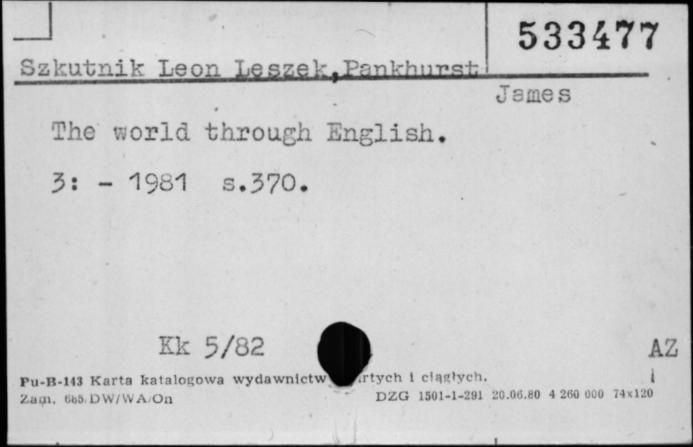 533477
Szkutnik Leon Leszek, Pankhurst
James
The world through English.
3: - 1981 s.370.
Kk 5/82
AZ
Pu-B-143 Karta katalogowa wydawnictw rtych i ciągłych.
Zam. 685/DW/WA/On DZG 1501-1-291 20.06.80 4 260 000 74x120